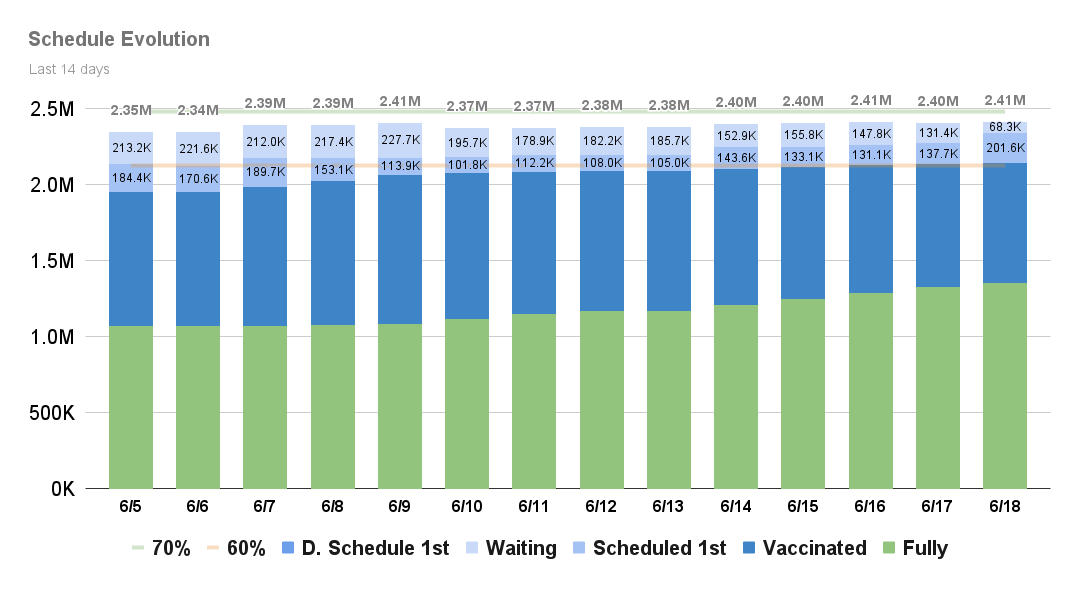 Schedule Evolution
Last 14 days
2.35M 2.34M 2.39M 2.39M 2.41M 2.37M 2.37M 2.38M 2.38M 2.40M 2.40M 2.41M 2.40M 2.41M
2.5M
213.2K 221.6K 212.0K 217.4K 227.7K 195.7K 178.9K 182.2K 185.7K 152.9K 155.8K 147.8K 131.4K 68.3K
184.4K 170.6K 189.7K 153.1K 113.9K 101.8K 112.2K 108.0K 105.0K 143.6K 133.1K 131.1K 137.7K 201.6K
2.0M
1.5M
1.0M
500K
0K
6/5 6/6 6/7 6/8 6/9 6/10 6/11 6/12 6/13 6/14 6/15 6/16 6/17 6/18
70% 60% D. Schedule 1st Waiting Scheduled 1st Vaccinated Fully